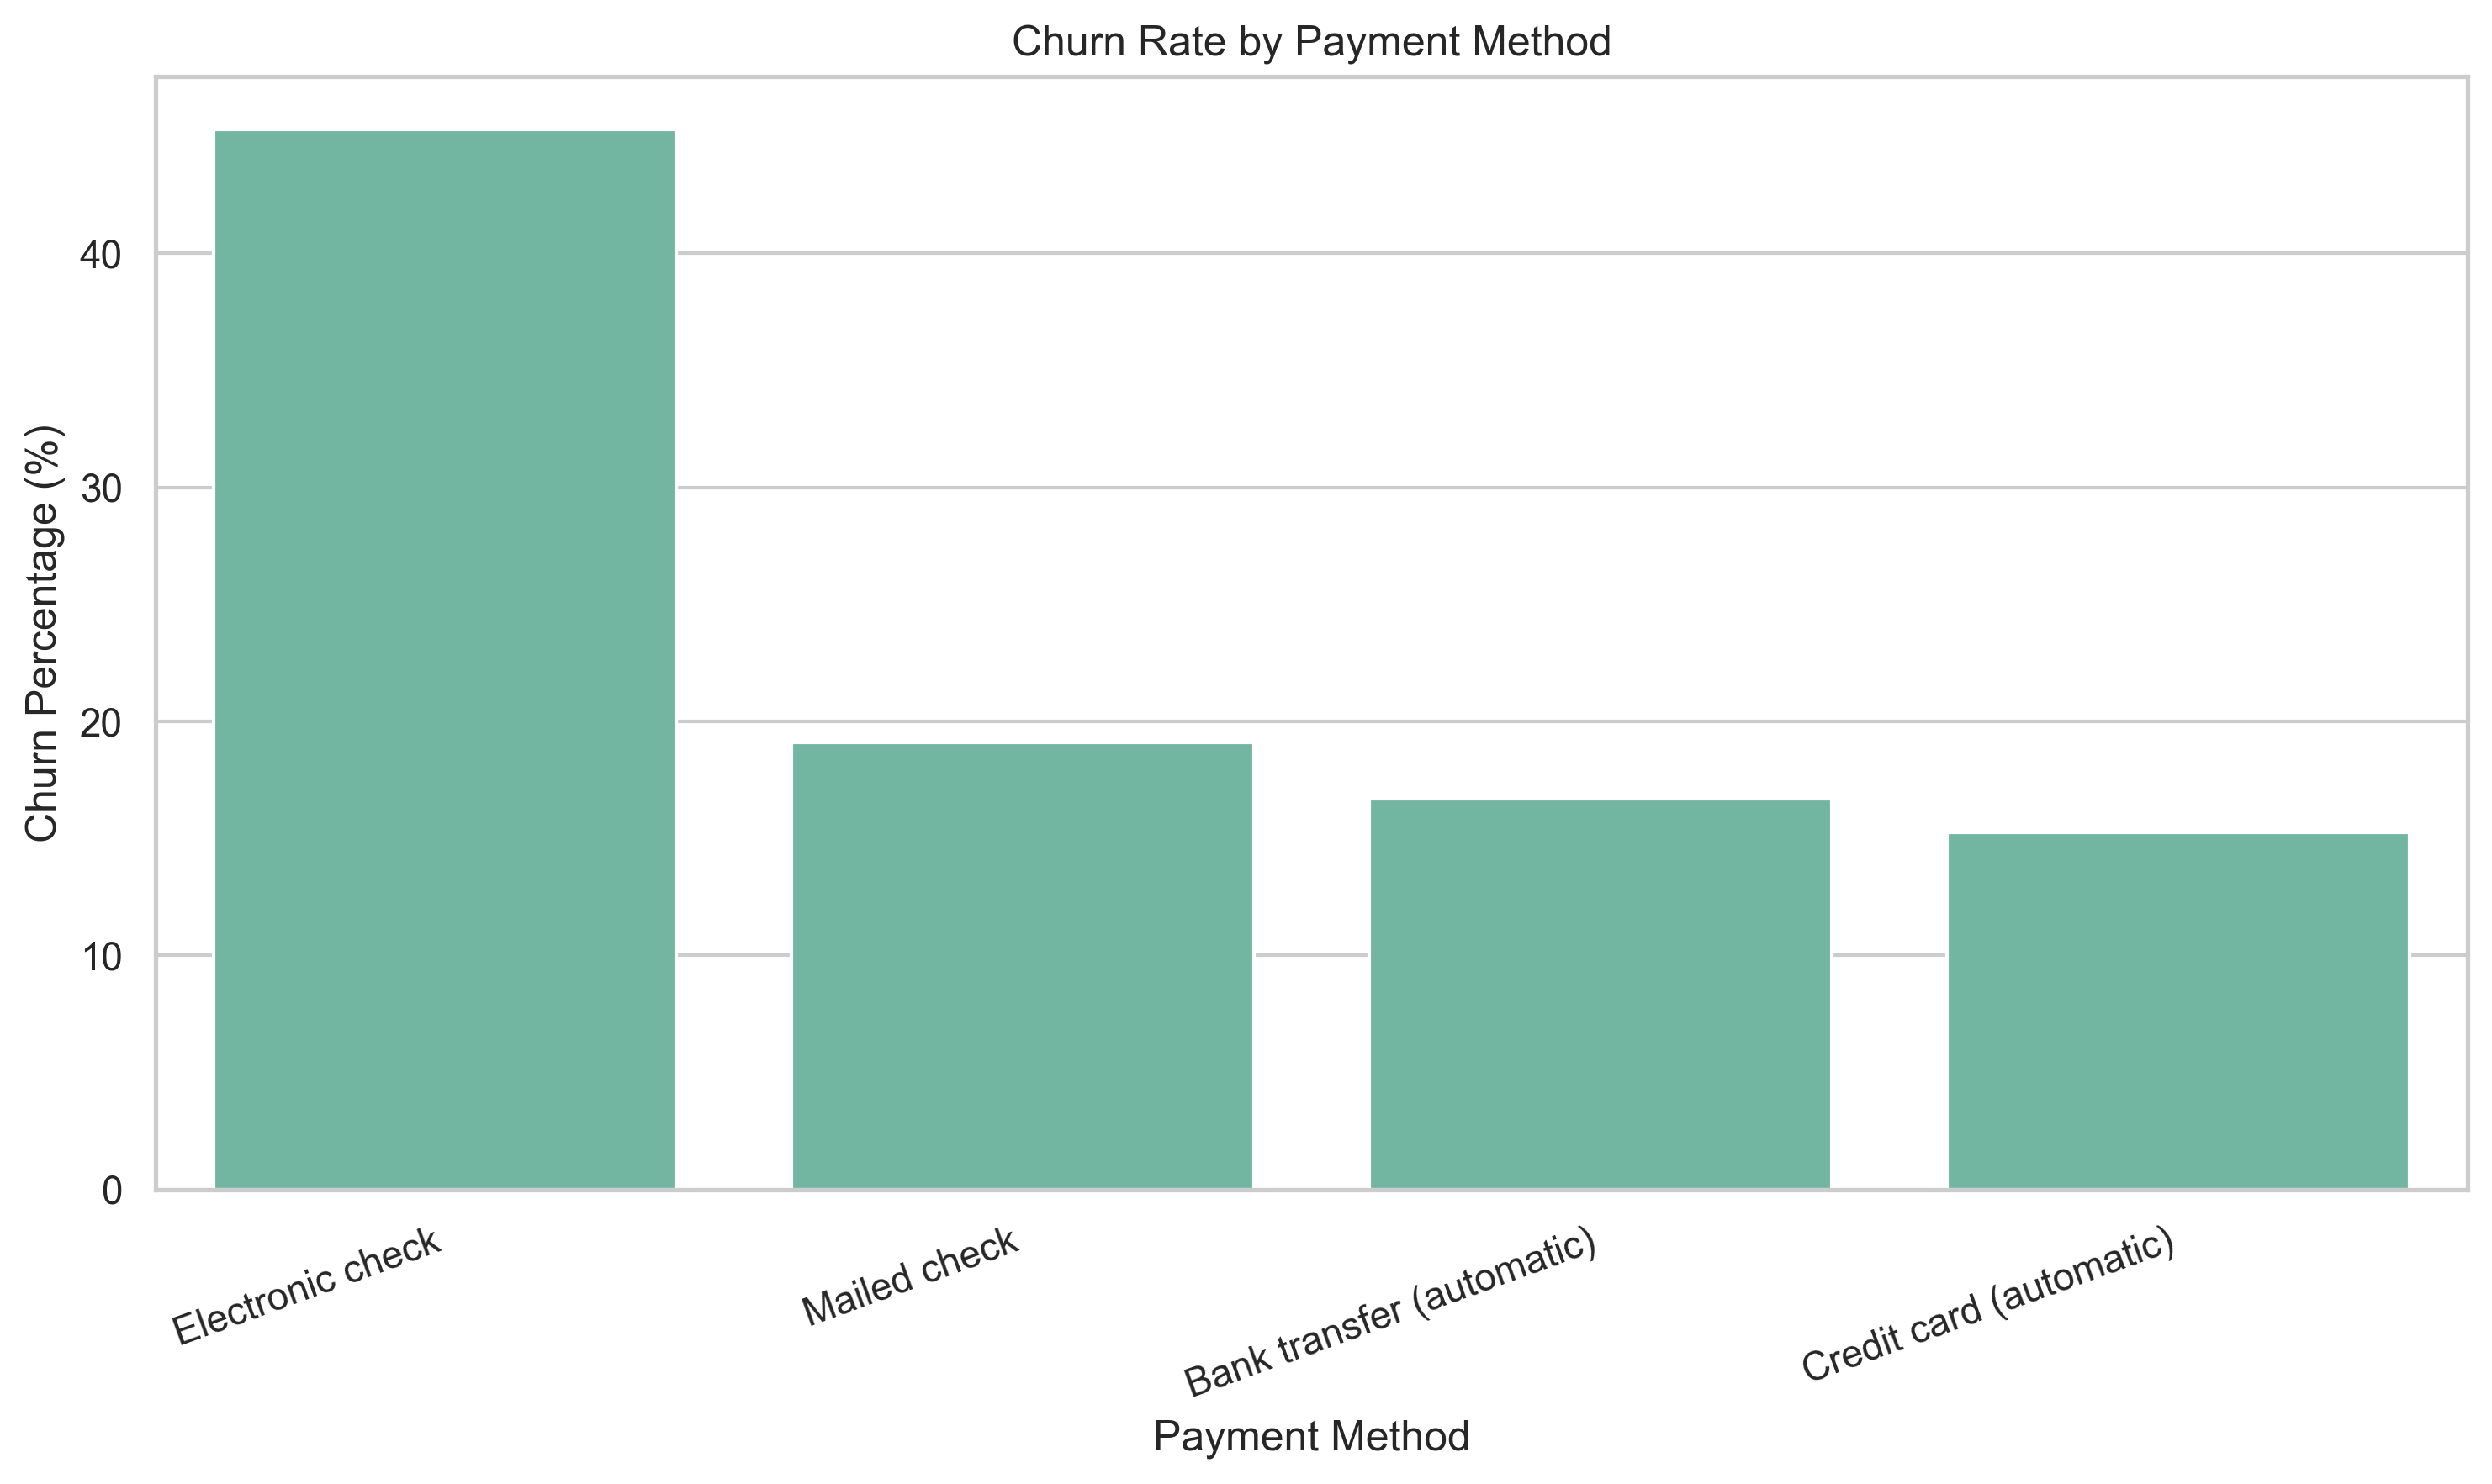 Churn Rate by Payment Method
Churn Percentage (%)
40
30
20
10
0
Electronic check
Mailed check
Bank transfer (automatic)
Credit card (automatic)
Payment Method